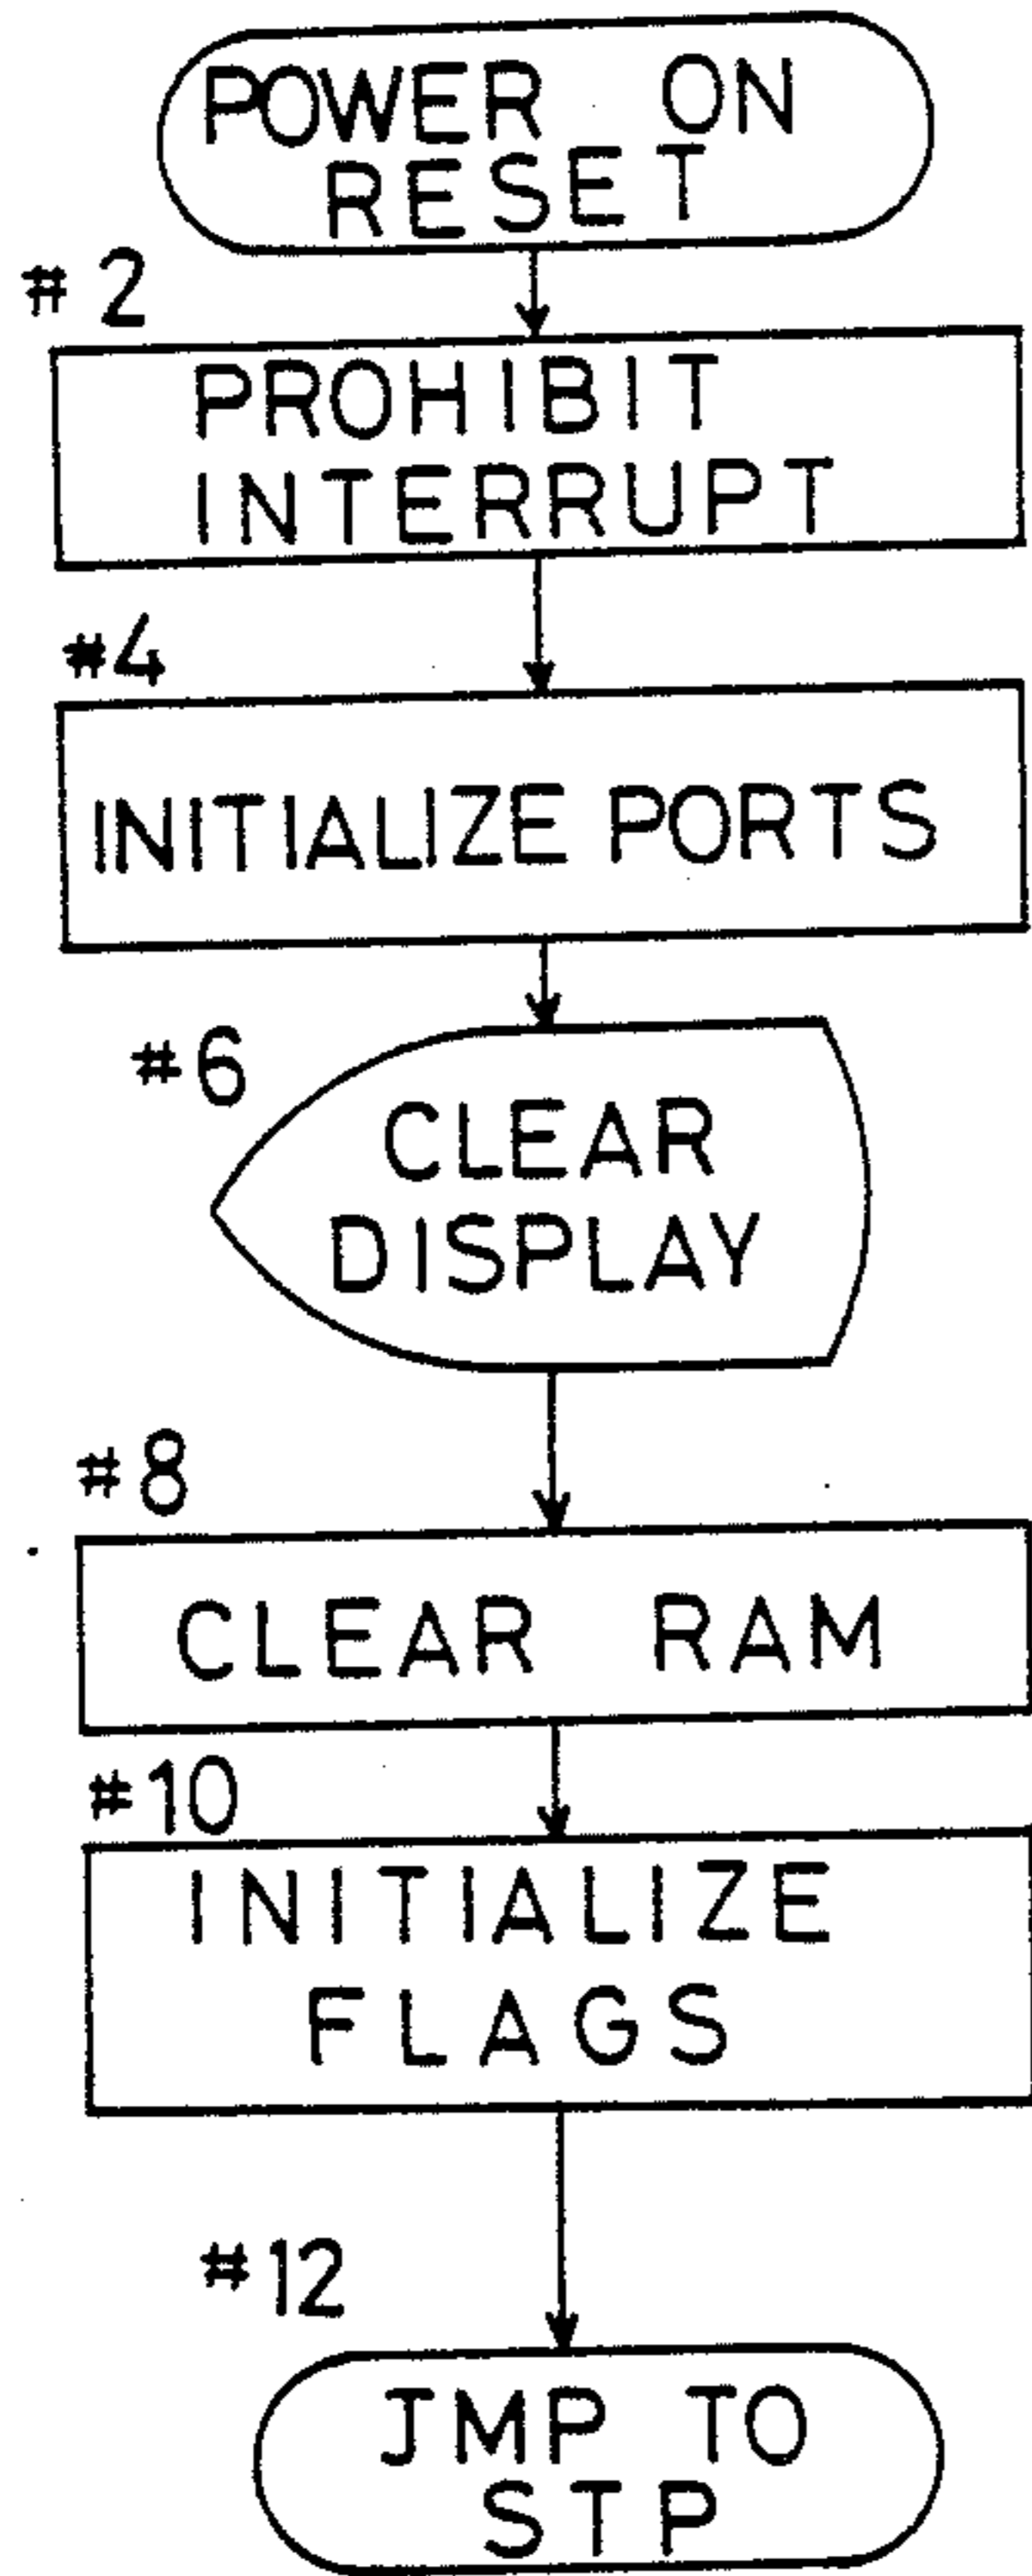 POWER ON
RESET
#2
PROHIBIT
INTERRUPT
#4
INITIALIZE PORTS
#6
CLEAR
DISPLAY
#8
CLEAR RAM
#10
INITIALIZE
FLAGS
#12
JMP TO
STP